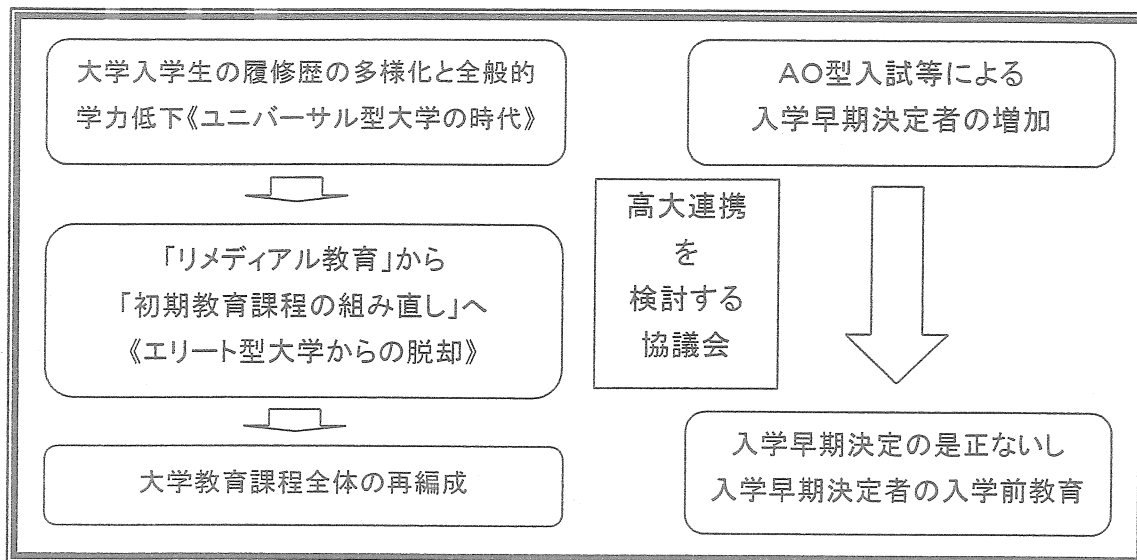 大学入学生の履修歴の多様化と全般的
学力低下《ユニバーサル型大学の時代》
「リメディアル教育」から
「初期教育課程の組み直し」へ
《エリート型大学からの脱却》
大学教育課程全体の再編成
高大連携
を
検討する
協議会
AO型入試等による
入学早期決定者の増加
入学早期決定の是正ないし
入学早期決定者の入学前教育